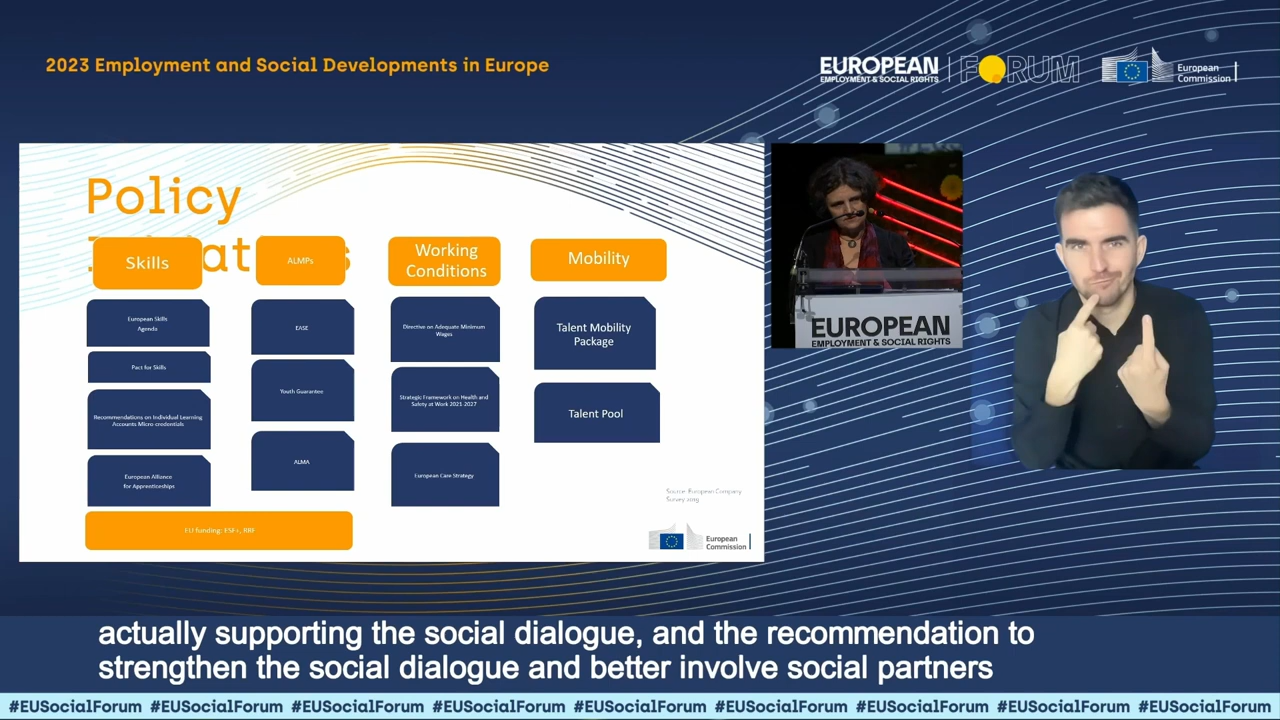 2023 Employment and Social Developments in Europe
EUROPEAN
EMPLOYMENT & SOCIAL RIGHTS
FORUM
European
Commission
Policy
Skills
ALMPs
Working
Conditions
Mobility
European Skills
Agenda
Pact for Skills
Recommendations on Individual Learning
Accounts Micro-credentials
European Alliance
for Apprenticeships
EASE
Youth Guarantee
ALMA
Directive on Adequate Minimum
Wages
Strategic Framework on Health and
Safety at Work 2021-2027
European Care Strategy
Talent Mobility
Package
Talent Pool
EU funding: ESF+, RRF
Source: European Company
Survey 2019
European
Commission
EUROPEAN
EMPLOYMENT & SOCIAL RIGHTS
actually supporting the social dialogue, and the recommendation to
strengthen the social dialogue and better involve social partners
#EUSocialForum #EUSocialForum #EUSocialForum #EUSocialForum #EUSocialForum #EUSocialForum #EUSocialForum #EUSocialForum #EUSocialForum